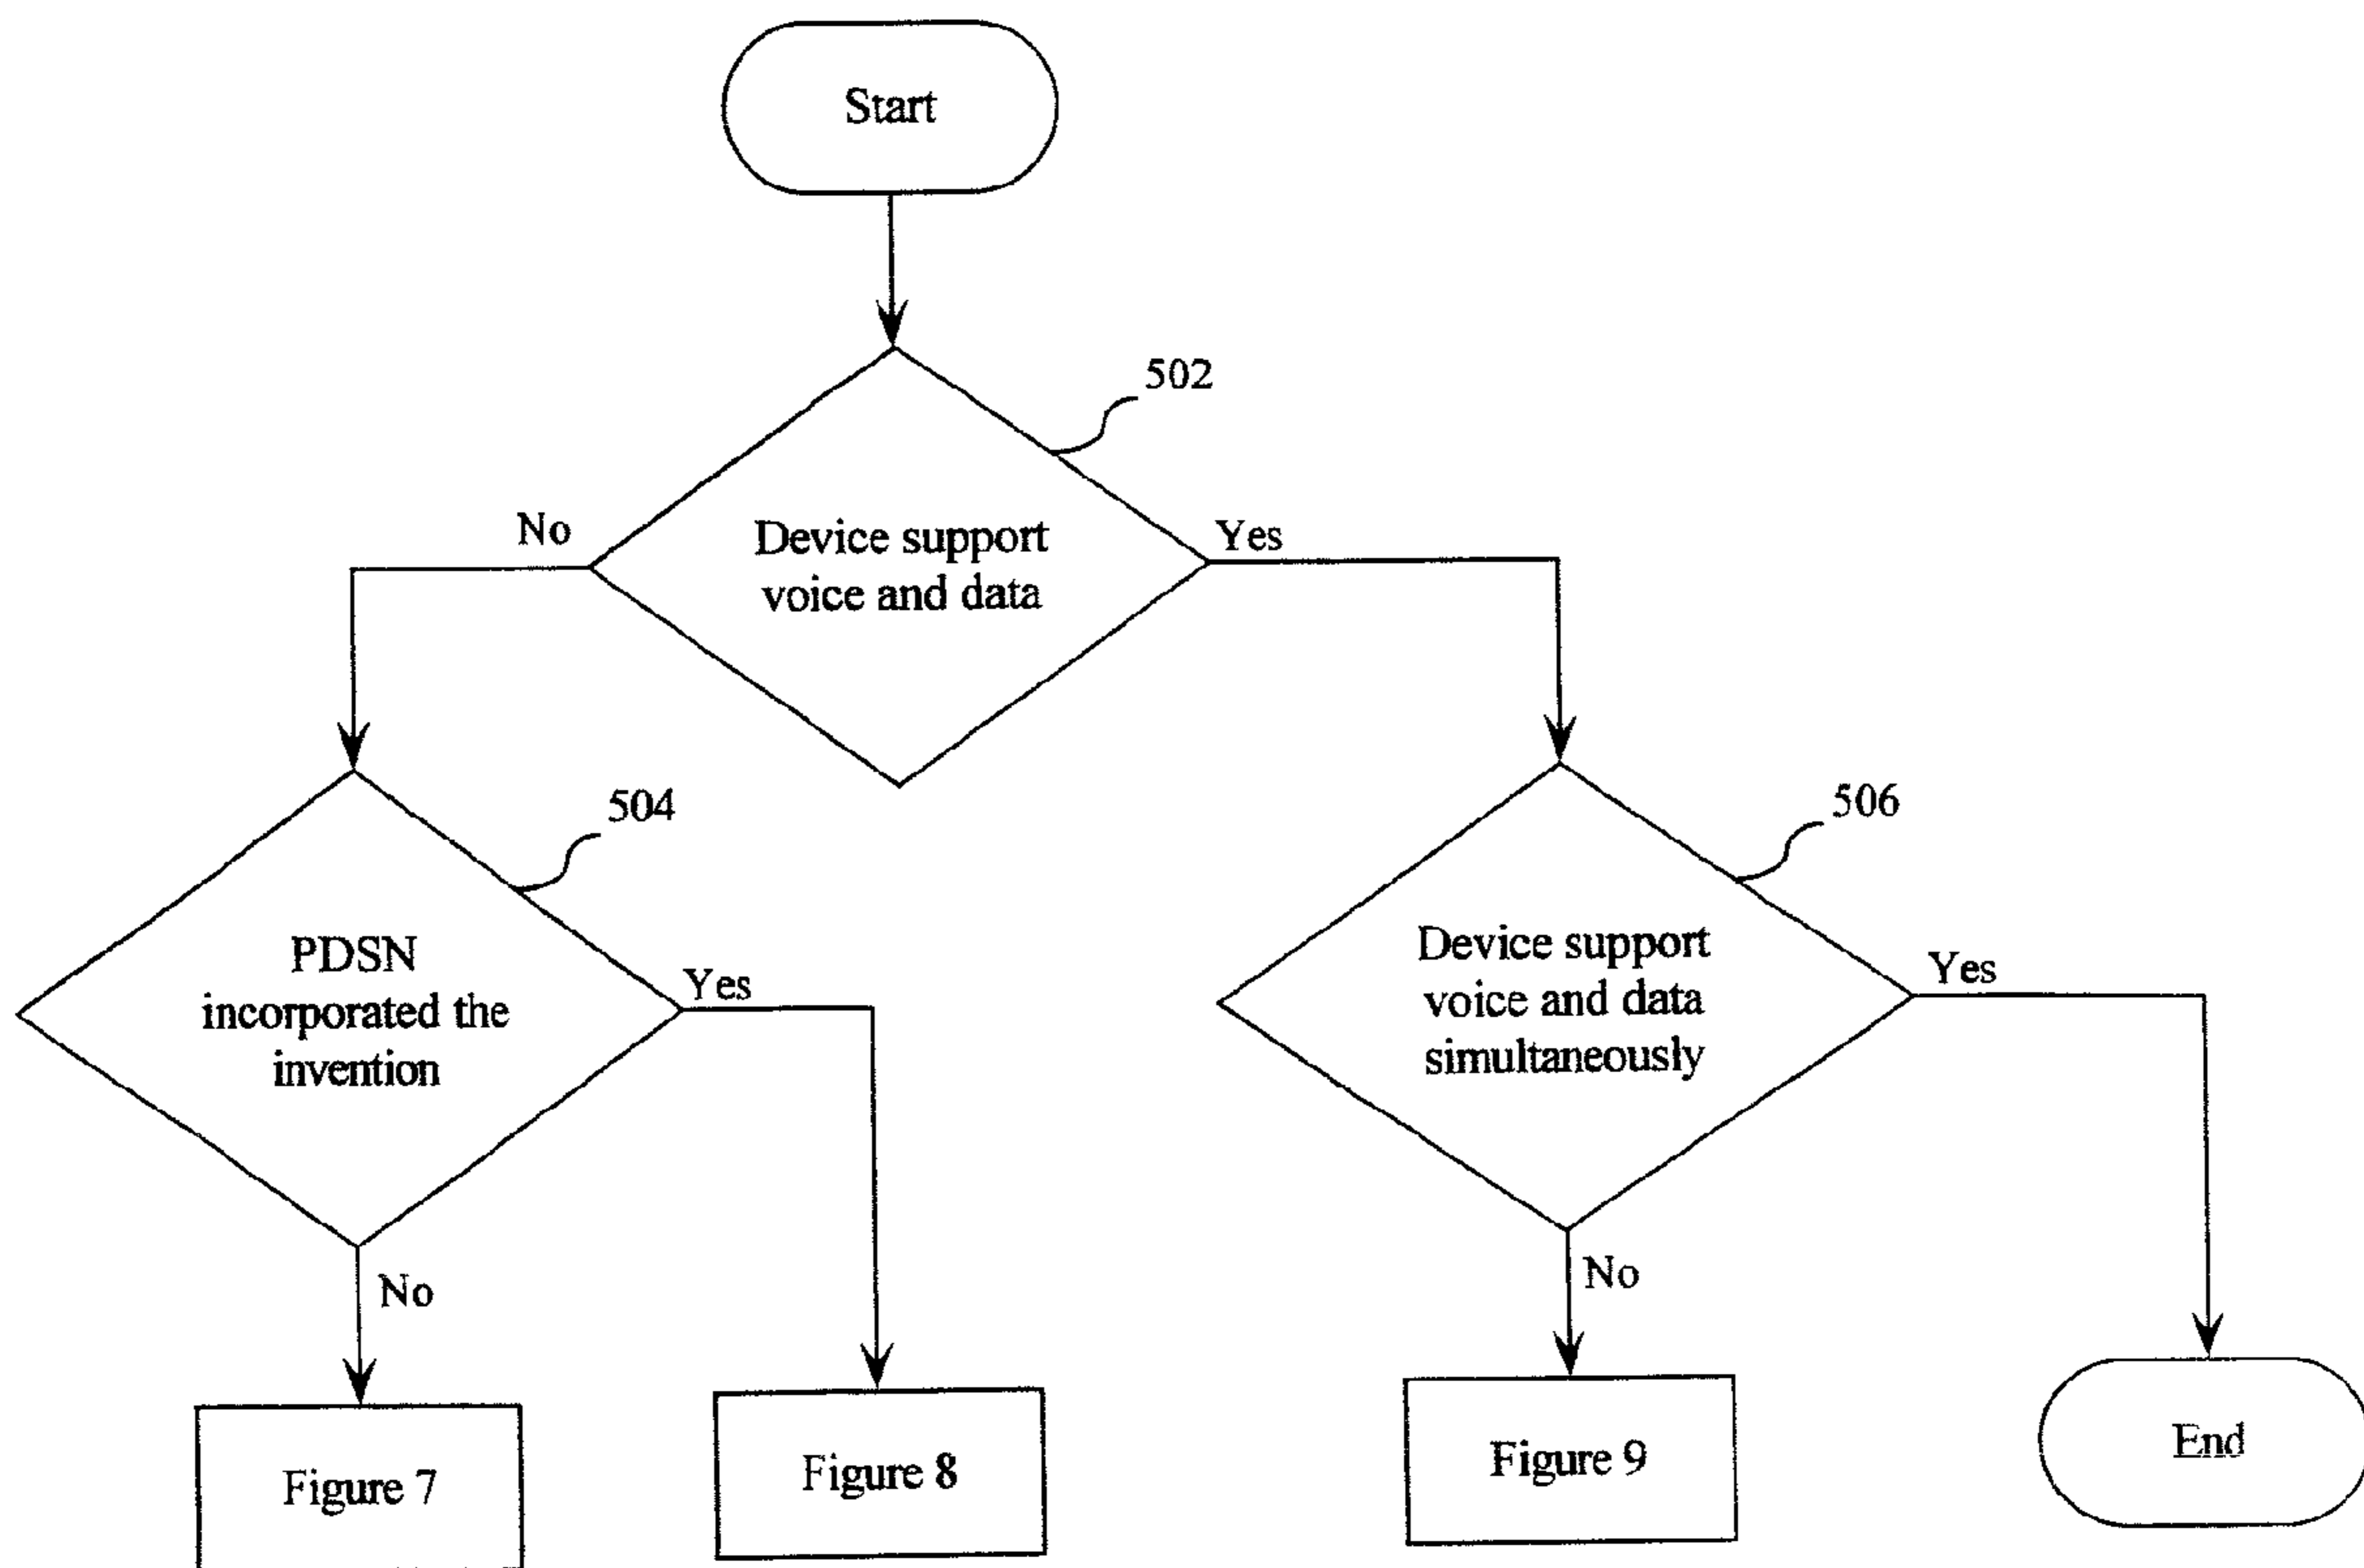 Start
502
No
Device support
voice and data
Yes
504
PDSN
incorporated the
invention
Yes
No
506
Device support
voice and data
simultaneously
Yes
No
Figure 7
Figure 8
Figure 9
End